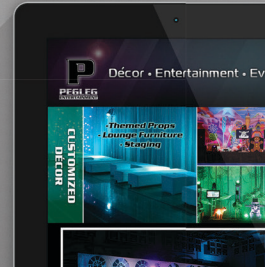 P
PEGLEG
ENTERTAINMENT
Décor • Entertainment • Ev
CUSTOMIZED
DÉCOR
•Themed Props
• Lounge Furniture
• Staging